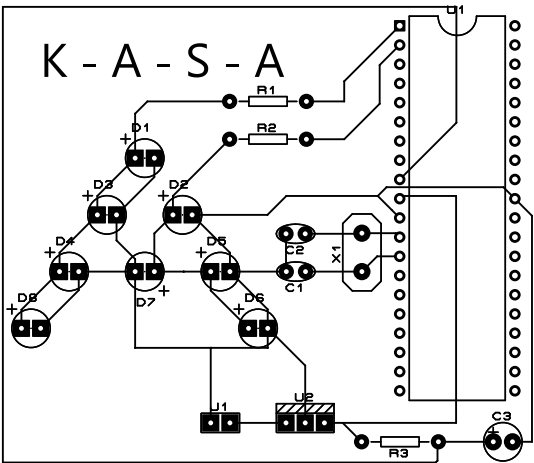 U1
K - A - S - A
R1
R2
D1
D3 D2
D4 D5
C2
X1
C1
D8 D7 D6
U2
J1
C3
R3